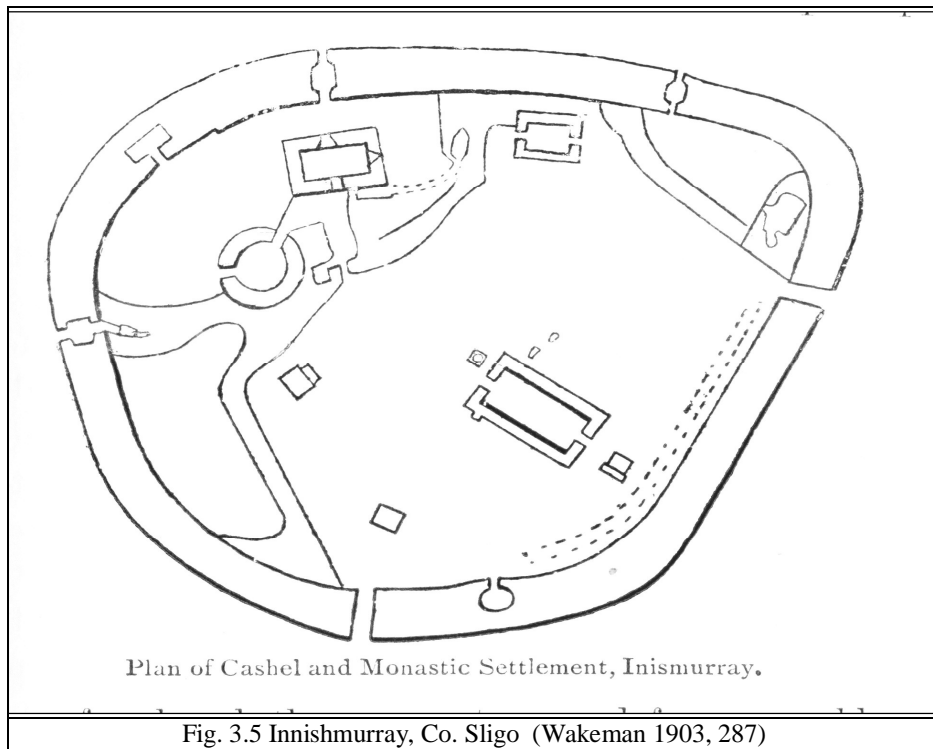 Plan of Cashel and Monastic Settlement, Inismurray.
Fig. 3.5 Innishmurray, Co. Sligo (Wakeman 1903, 287)